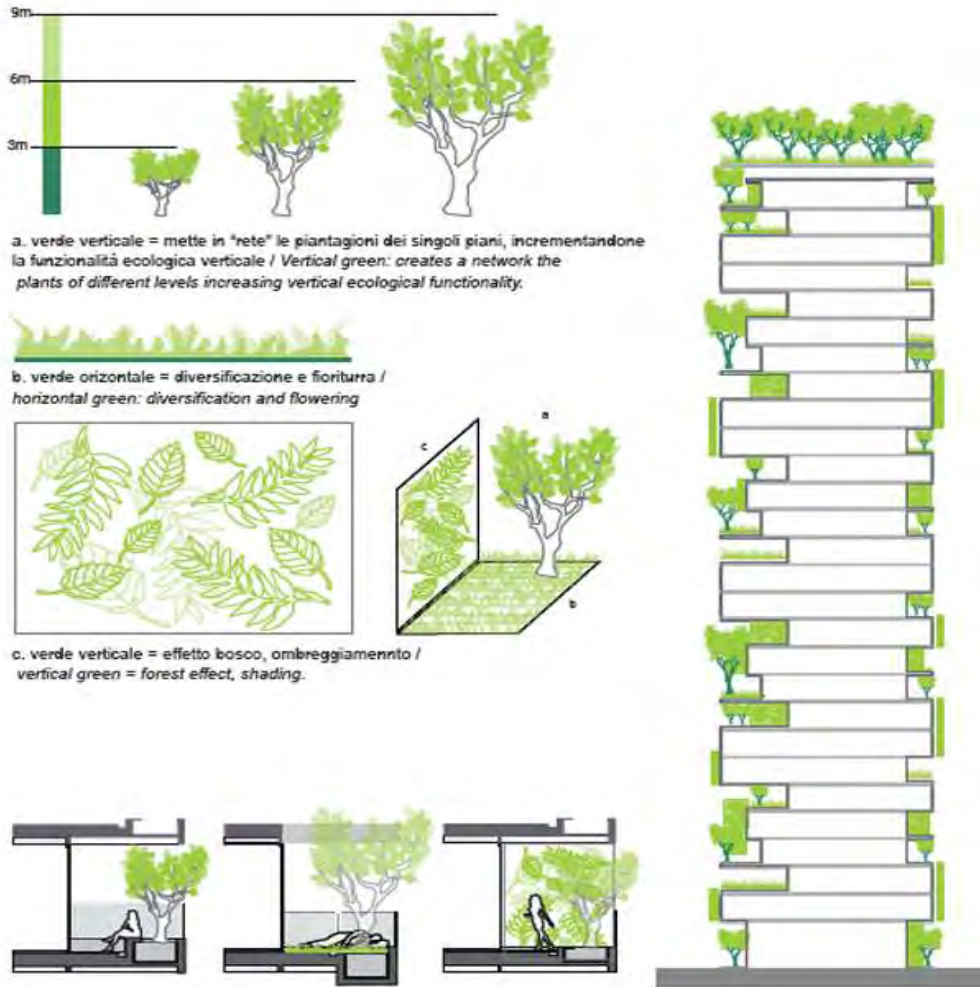 9m
6m
3m
a. verde verticale = mette in "rete" le piantagioni dei singoli piani, incrementandone
la funzionalità ecologica verticale / Vertical green: creates a network the
plants of different levels increasing vertical ecological functionality.
b. verde orizontale = diversificazione e fioriturra /
horizontal green: diversification and flowering
c
a
b
c. verde verticale = effetto bosco, ombreggiamennto /
vertical green = forest effect, shading.